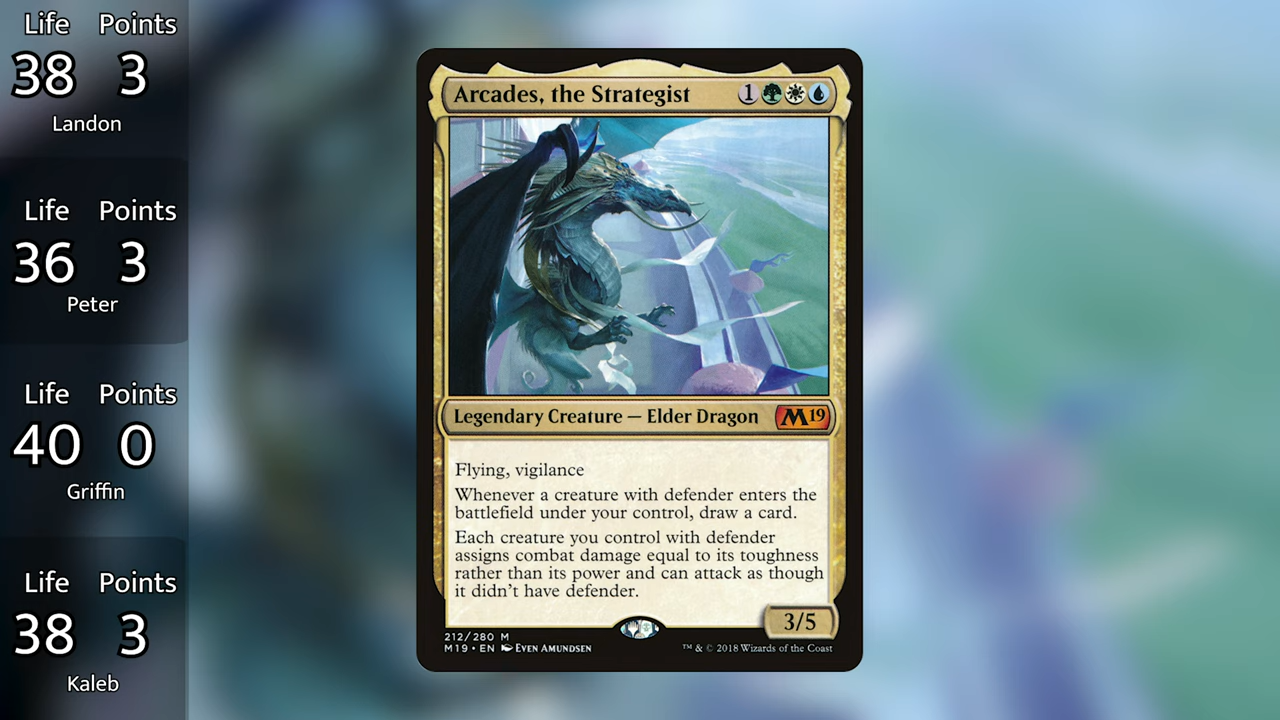 Life Points
38 3
Landon
Life Points
36 3
Peter
Life Points
40 0
Griffin
Life Points
38 3
Kaleb
Arcades, the Strategist 1
Legendary Creature — Elder Dragon M19
Flying, vigilance
Whenever a creature with defender enters the
battlefield under your control, draw a card.
Each creature you control with defender
assigns combat damage equal to its toughness
rather than its power and can attack as though
it didn't have defender.
3/5
212/280 M
M19 • EN Even Amundsen
™ & © 2018 Wizards of the Coast